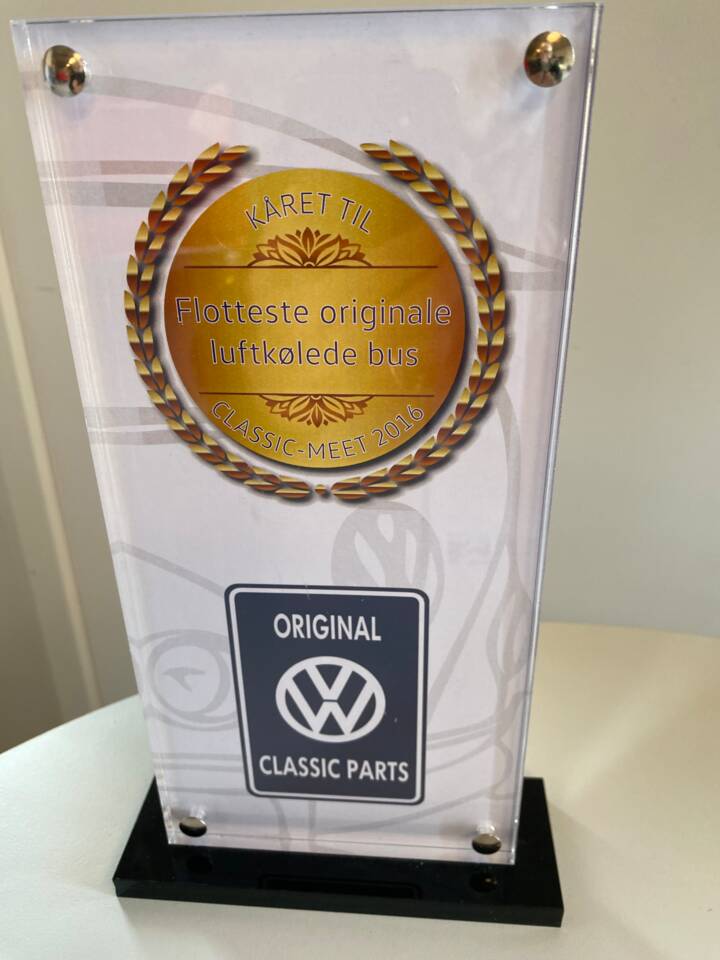 KÅRET TIL
Flotteste originale
luftkølede bus
CLASSIC-MEET 2016
ORIGINAL
CLASSIC PARTS